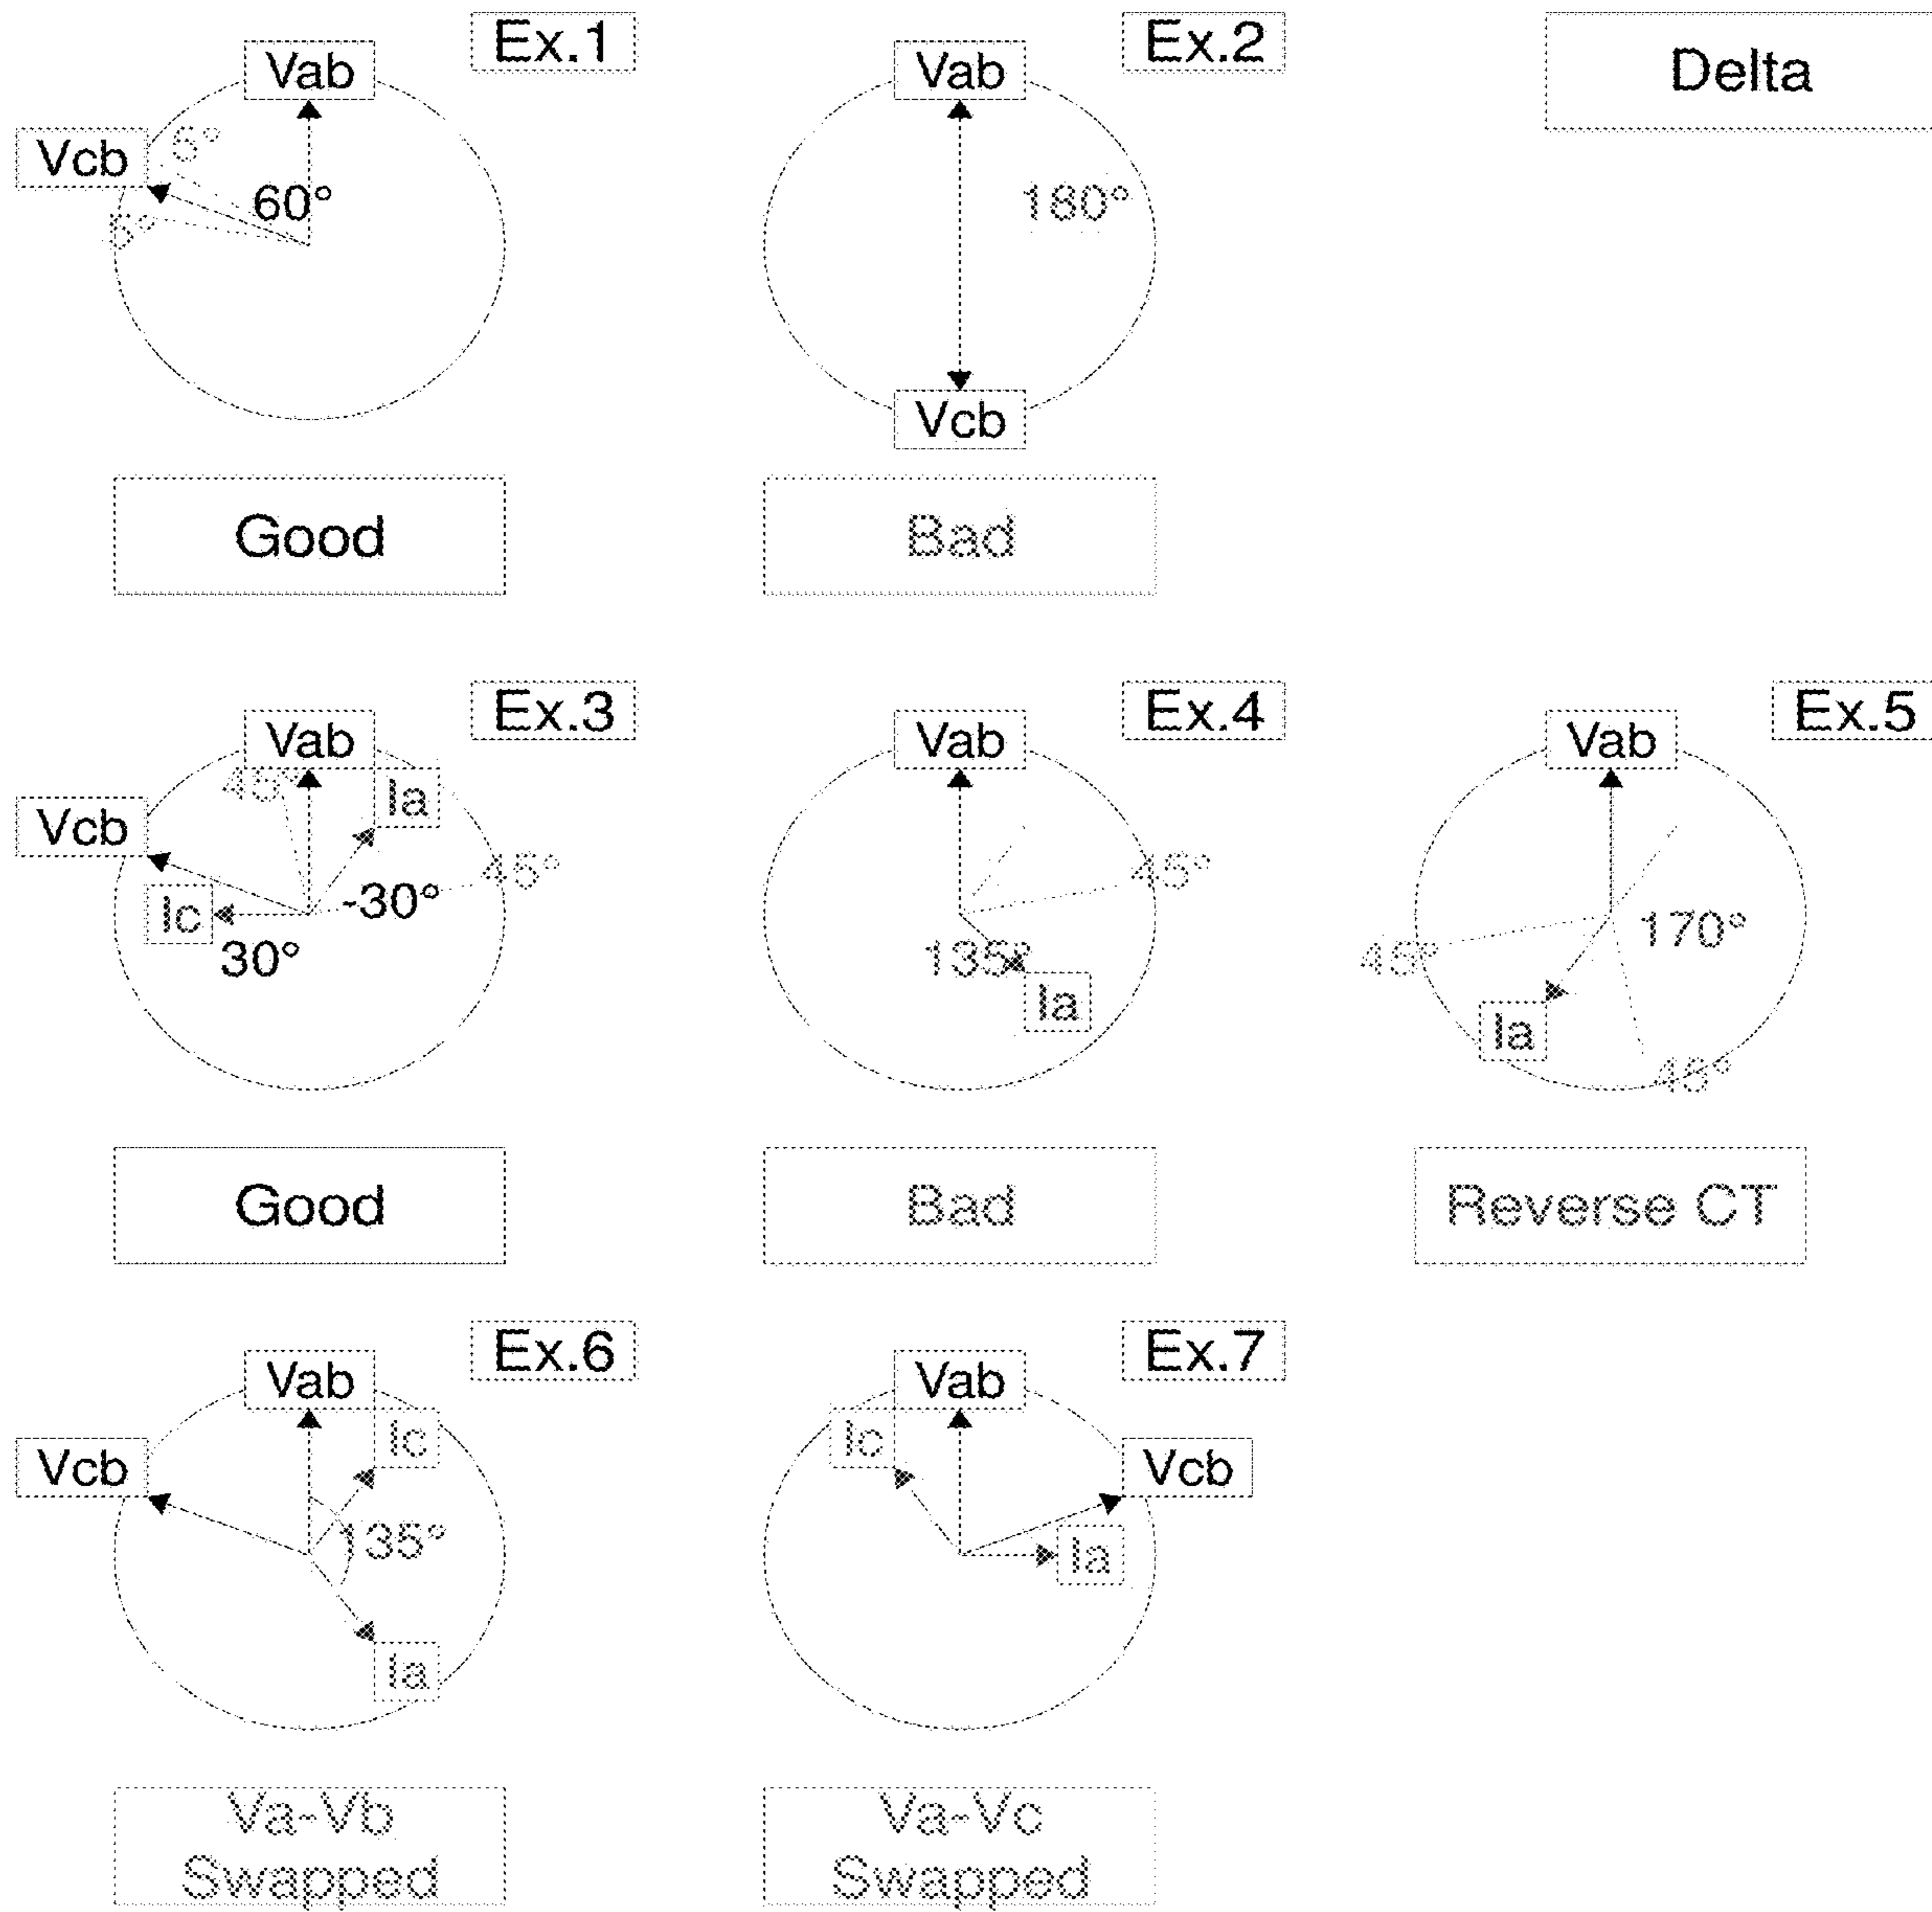 Ex.1
Vab
Vcb
5°
60°
5°
Good
Ex.2
Vab
180°
Vcb
Bad
Delta
Ex.3
Vab
45°
Ia
Vcb
45°
-30°
Ic
30°
Good
Ex.4
Vab
45°
135°
Ia
Bad
Ex.5
Vab
170°
45°
Ia
45°
Reverse CT
Ex.6
Vab
Ic
Vcb
135°
Ia
Va-Vb
Swapped
Ex.7
Vab
Ic
Vcb
Ia
Va-Vc
Swapped